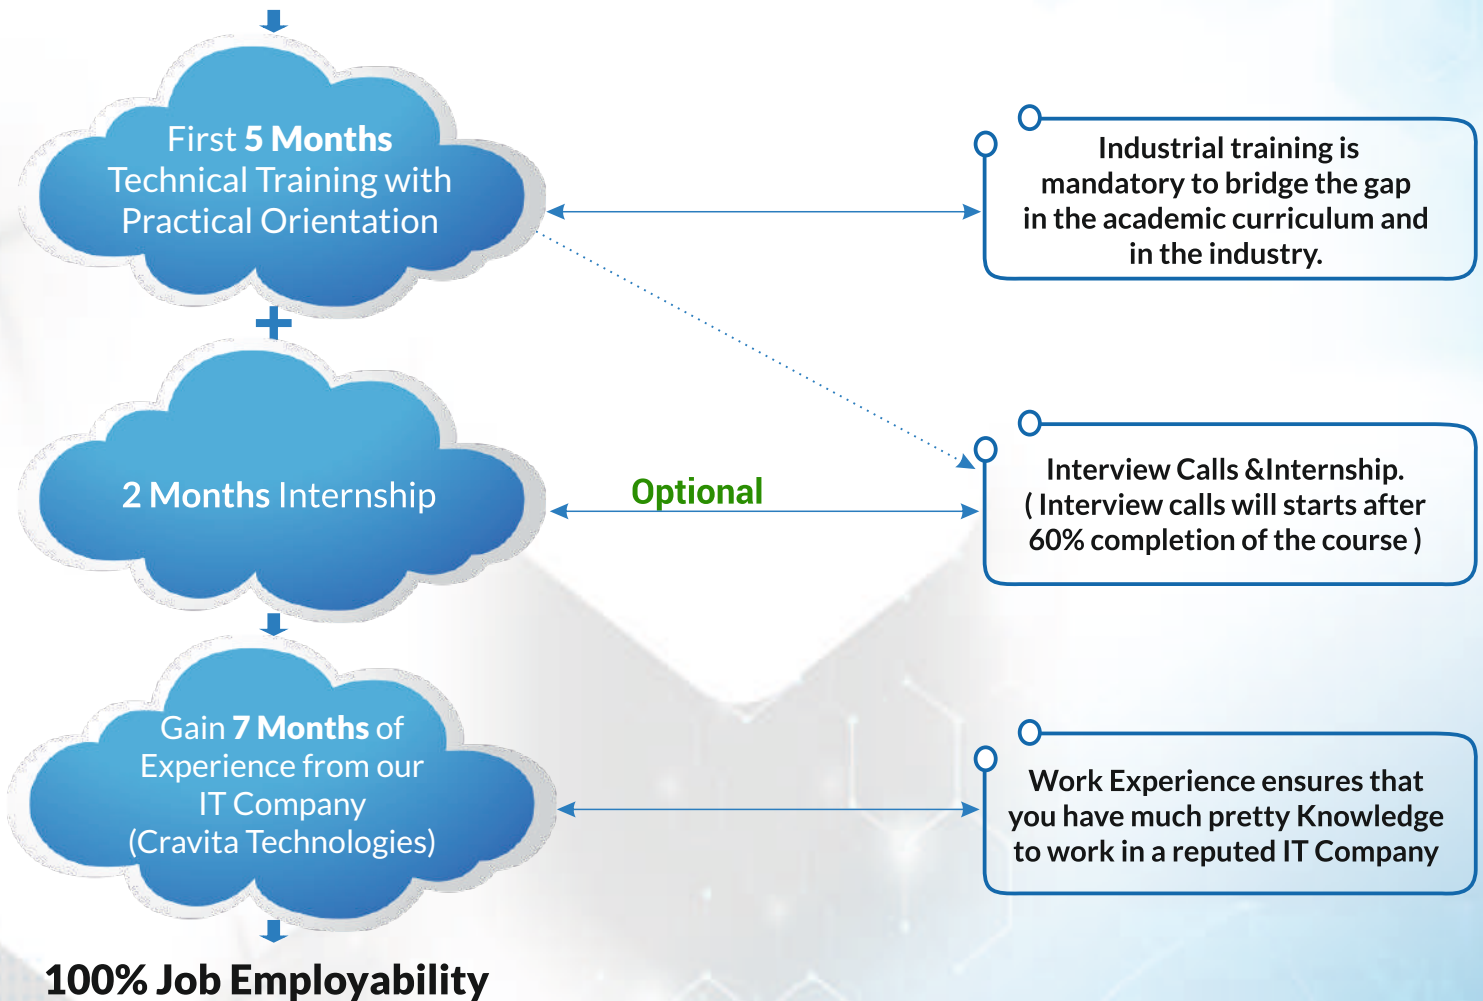 First 5 Months
Technical Training with
Practical Orientation
Industrial training is
mandatory to bridge the gap
in the academic curriculum and
in the industry.
+
2 Months Internship
Optional
Interview Calls &Internship.
( Interview calls will starts after
60% completion of the course )
Gain 7 Months of
Experience from our
IT Company
(Cravita Technologies)
Work Experience ensures that
you have much pretty Knowledge
to work in a reputed IT Company
100% Job Employability